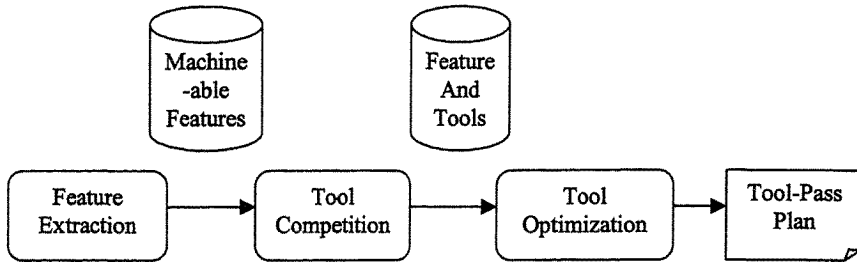 Machine
-able
Features
Feature
And
Tools
Feature
Extraction
Tool
Competition
Tool
Optimization
Tool-Pass
Plan